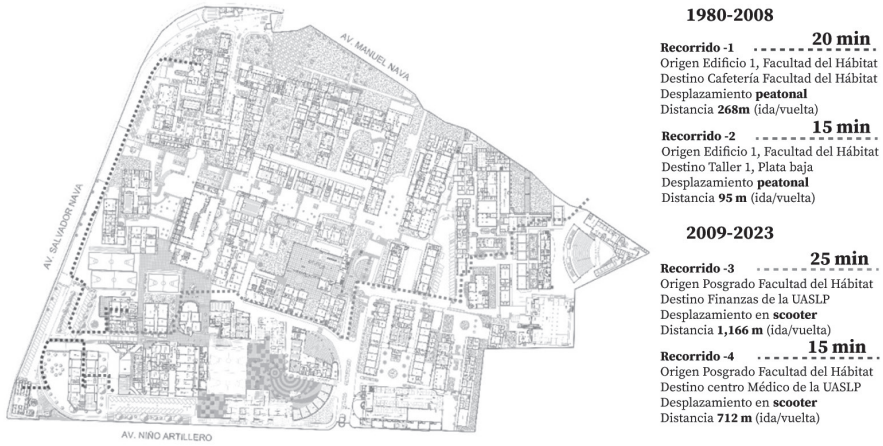 AV. MANUEL NAVA
AV. SALVADOR NAVA
AV. NIÑO ARTILLERO
1980-2008
Recorrido -1 20 min
Origen Edificio 1, Facultad del Hábitat
Destino Cafetería Facultad del Hábitat
Desplazamiento peatonal
Distancia 268m (ida/vuelta)
Recorrido -2 15 min
Origen Edificio 1, Facultad del Hábitat
Destino Taller 1, Plata baja
Desplazamiento peatonal
Distancia 95 m (ida/vuelta)
2009-2023
Recorrido -3 25 min
Origen Posgrado Facultad del Hábitat
Destino Finanzas de la UASLP
Desplazamiento en scooter
Distancia 1,166 m (ida/vuelta)
Recorrido -4 15 min
Origen Posgrado Facultad del Hábitat
Destino centro Médico de la UASLP
Desplazamiento en scooter
Distancia 712 m (ida/vuelta)